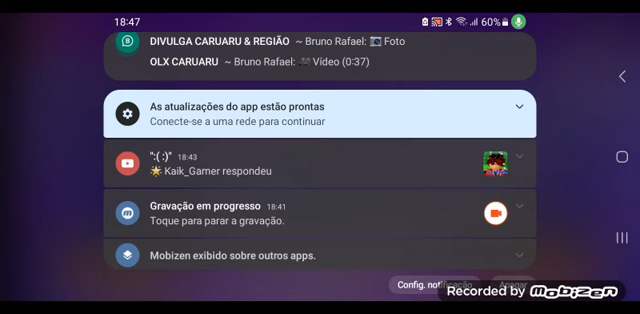 18:47
60%
DIVULGA CARUARU & REGIÃO ~ Bruno Rafael: 📷 Foto
OLX CARUARU ~ Bruno Rafael: 🎥 Vídeo (0:37)
As atualizações do app estão prontas
Conecte-se a uma rede para continuar
":( :)" 18:43
🌟 Kaik_Gamer respondeu
Gravação em progresso 18:41
Toque para parar a gravação.
Mobizen exibido sobre outros apps.
Config. notificação Apagar
Recorded by mobizen